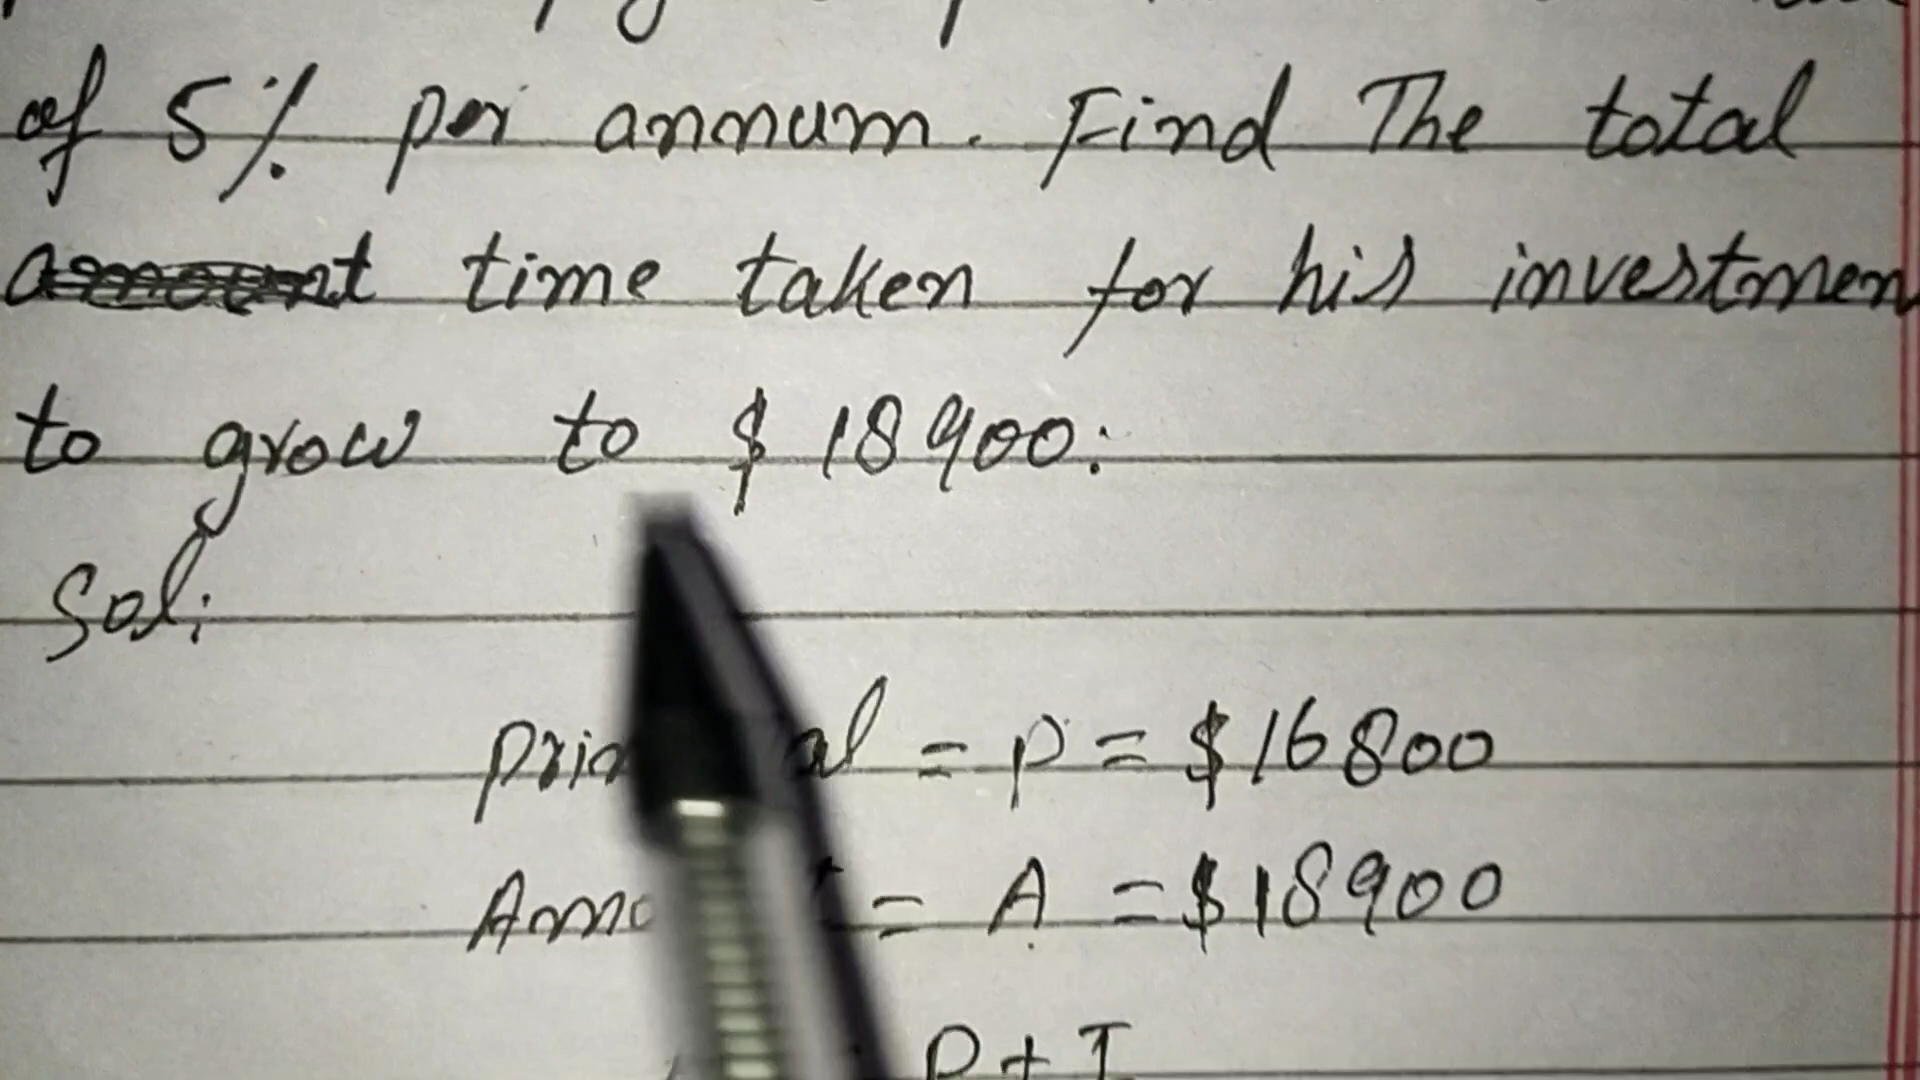 of 5% per annum. Find The total
amount time taken for his investmen
to grow to $ 18900.
Sol:
= P = $16800
= A = $18900
P + I